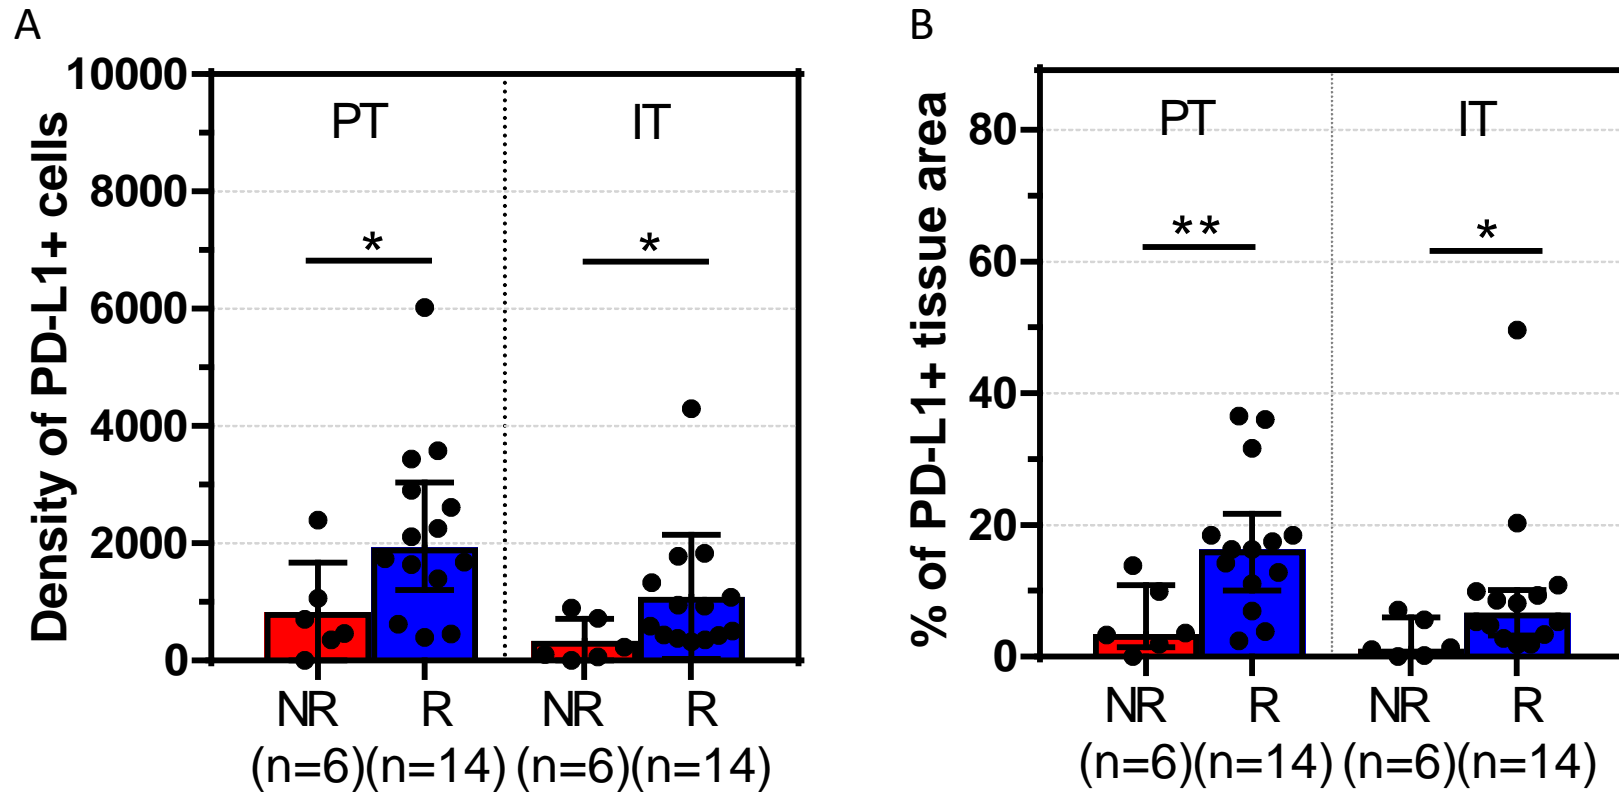 A
Density of PD-L1+ cells
10000
8000
6000
4000
2000
0
PT
IT
*
*
NR
R
NR
R
(n=6)(n=14)(n=6)(n=14)
B
% of PD-L1+ tissue area
80
60
40
20
0
PT
IT
**
*
NR
R
NR
R
(n=6)(n=14)(n=6)(n=14)